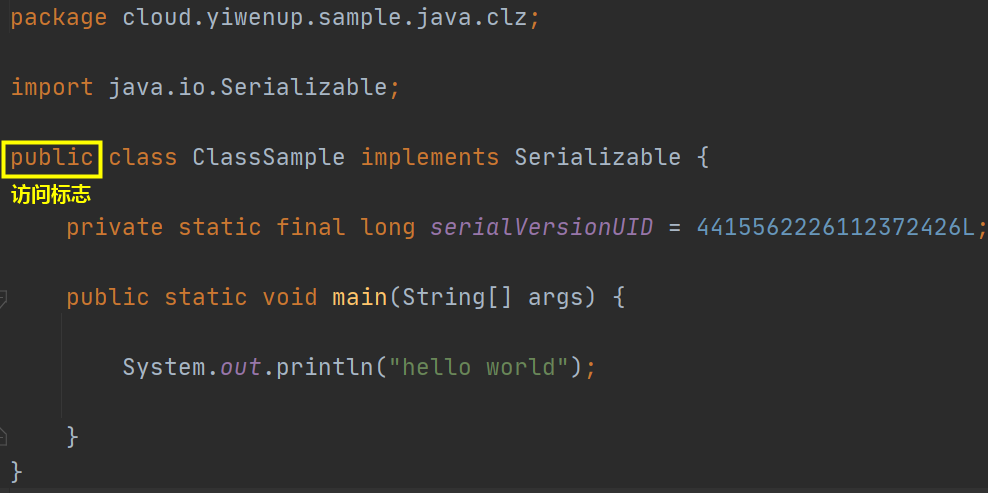 package cloud.yiwenup.sample.java.clz;
import java.io.Serializable;
public class ClassSample implements Serializable {
访问标志
private static final long serialVersionUID = 4415562226112372426L;
public static void main(String[] args) {
System.out.println("hello world");
}
}